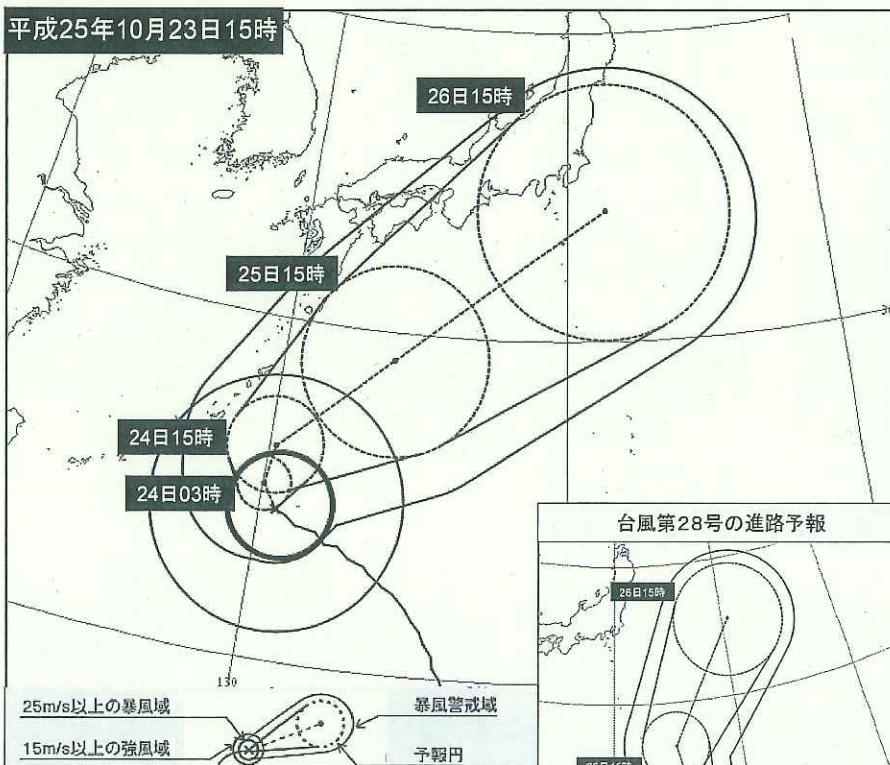 平成25年10月23日15時
26日15時
25日15時
24日15時
24日03時
130
30
台風第28号の進路予報
26日15時
25m/s以上の暴風域
暴風警戒域
15m/s以上の強風域
予報円